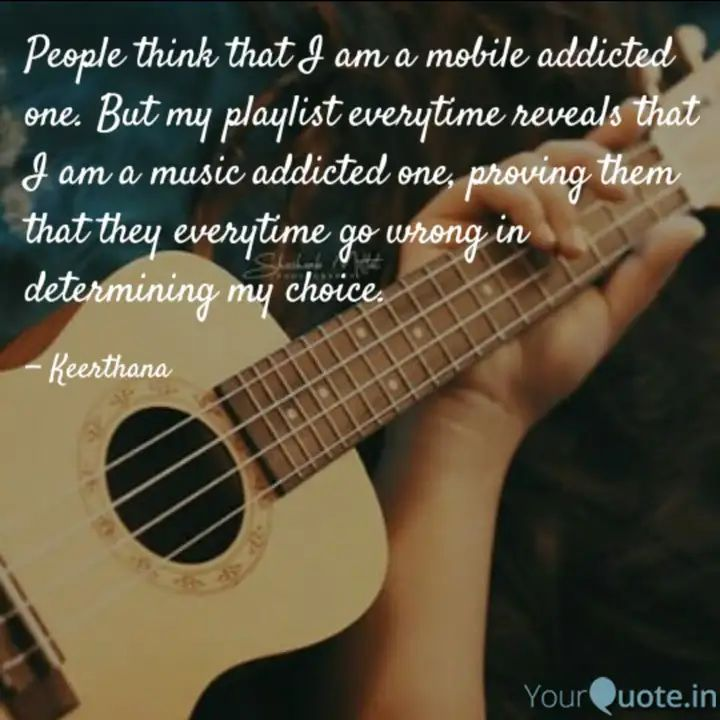 People think that I am a mobile addicted
one. But my playlist everytime reveals that
I am a music addicted one, proving them
that they everytime go wrong in
determining my choice.
– Keerthana
YourQuote.in